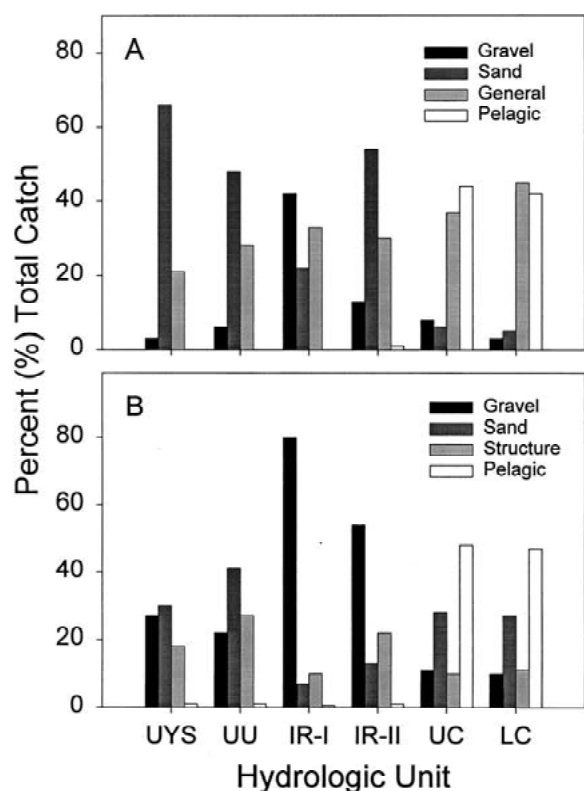 A
Gravel
Sand
General
Pelagic
80
60
40
20
0
B
Gravel
Sand
Structure
Pelagic
80
60
40
20
0
Percent (%) Total Catch
UYS UU IR-I IR-II UC LC
Hydrologic Unit